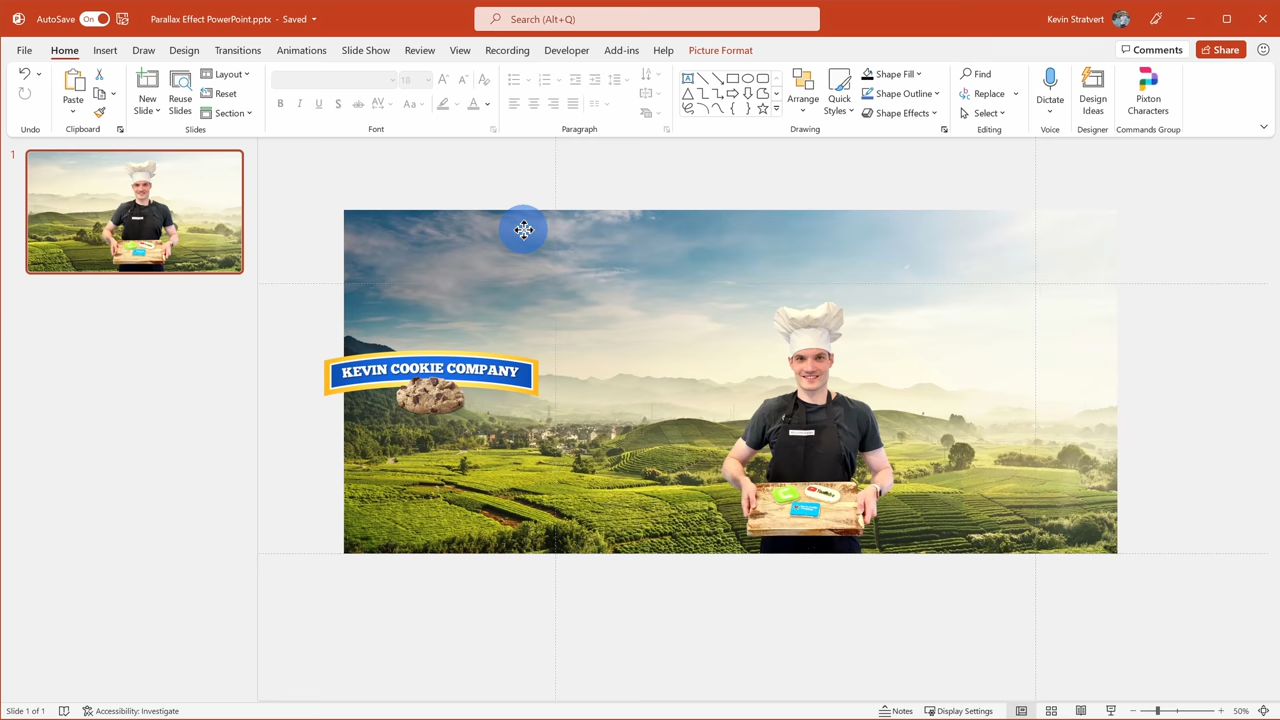 AutoSave On Parallax Effect PowerPoint.pptx - Saved Search (Alt+Q) Kevin Stratvert
File Home Insert Draw Design Transitions Animations Slide Show Review View Recording Developer Add-ins Help Picture Format Comments Share
Paste
New
Slide
Reuse
Slides
Layout
Reset
Section
18
Aa
Arrange
Quick
Styles
Shape Fill
Shape Outline
Shape Effects
Find
Replace
Select
Dictate
Design
Ideas
Pixton
Characters
Undo Clipboard Slides Font Paragraph Drawing Editing Voice Designer Commands Group
1
KEVIN COOKIE COMPANY
Slide 1 of 1 Accessibility: Investigate Notes Display Settings 50%